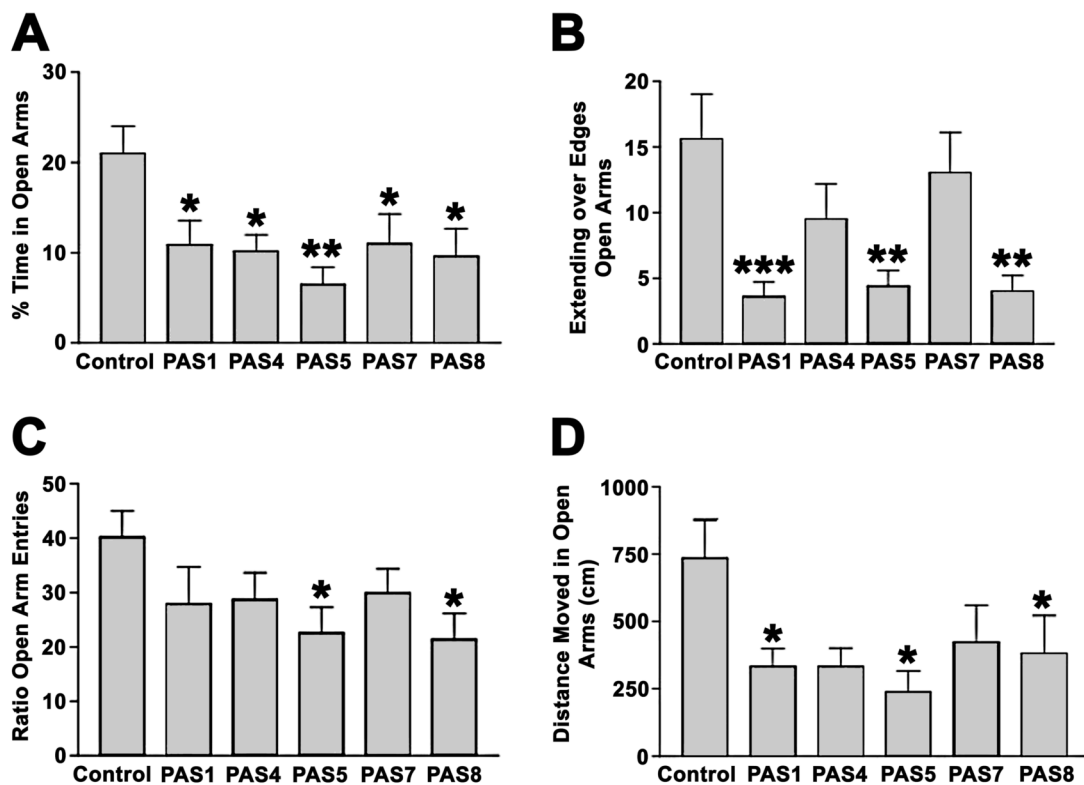 A
% Time in Open Arms
30
20
10
0
*
*
**
*
*
Control PAS1 PAS4 PAS5 PAS7 PAS8
B
Extending over Edges
Open Arms
20
15
10
5
0
***
**
**
Control PAS1 PAS4 PAS5 PAS7 PAS8
C
Ratio Open Arm Entries
50
40
30
20
10
0
*
*
Control PAS1 PAS4 PAS5 PAS7 PAS8
D
Distance Moved in Open
Arms (cm)
1000
750
500
250
0
*
*
*
Control PAS1 PAS4 PAS5 PAS7 PAS8